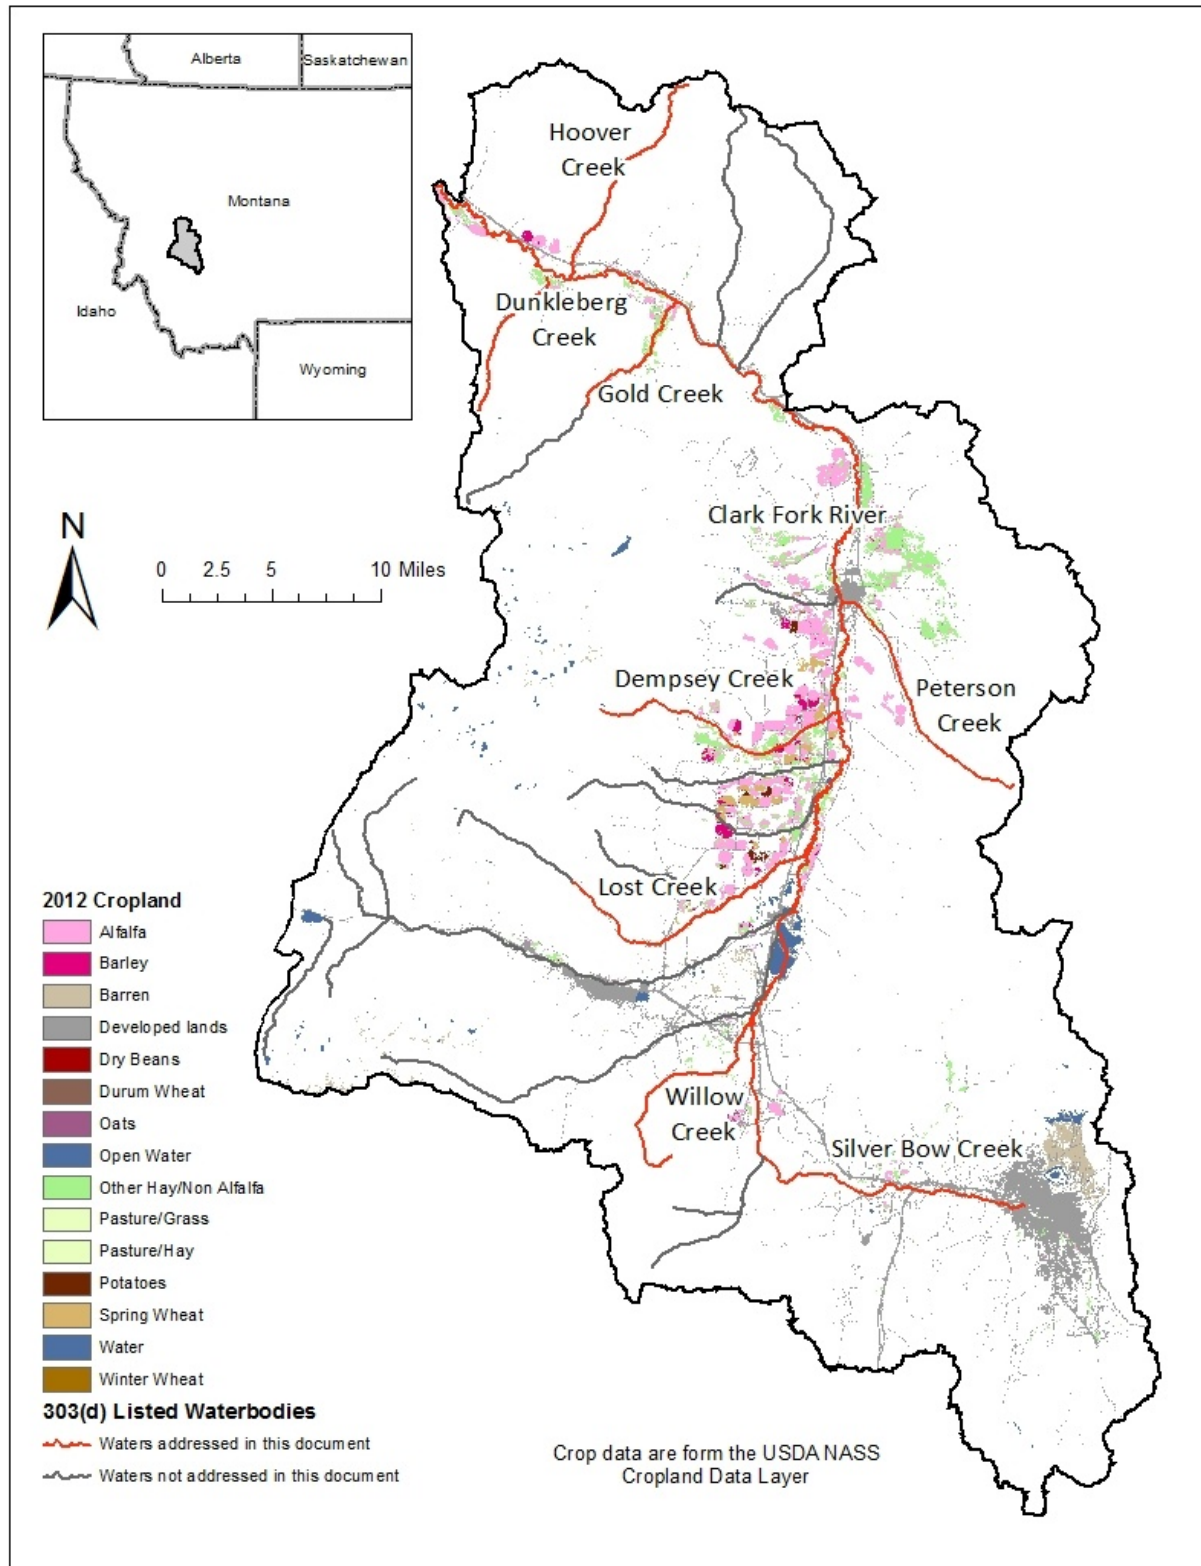 Alberta
Saskatchewan
Montana
Idaho
Wyoming
N
0 2.5 5 10 Miles
Hoover
Creek
Dunkleberg
Creek
Gold Creek
Clark Fork River
Dempsey Creek
Peterson
Creek
Lost Creek
Willow
Creek
Silver Bow Creek
2012 Cropland
Alfalfa
Barley
Barren
Developed lands
Dry Beans
Durum Wheat
Oats
Open Water
Other Hay/Non Alfalfa
Pasture/Grass
Pasture/Hay
Potatoes
Spring Wheat
Water
Winter Wheat
303(d) Listed Waterbodies
Waters addressed in this document
Waters not addressed in this document
Crop data are form the USDA NASS
Cropland Data Layer